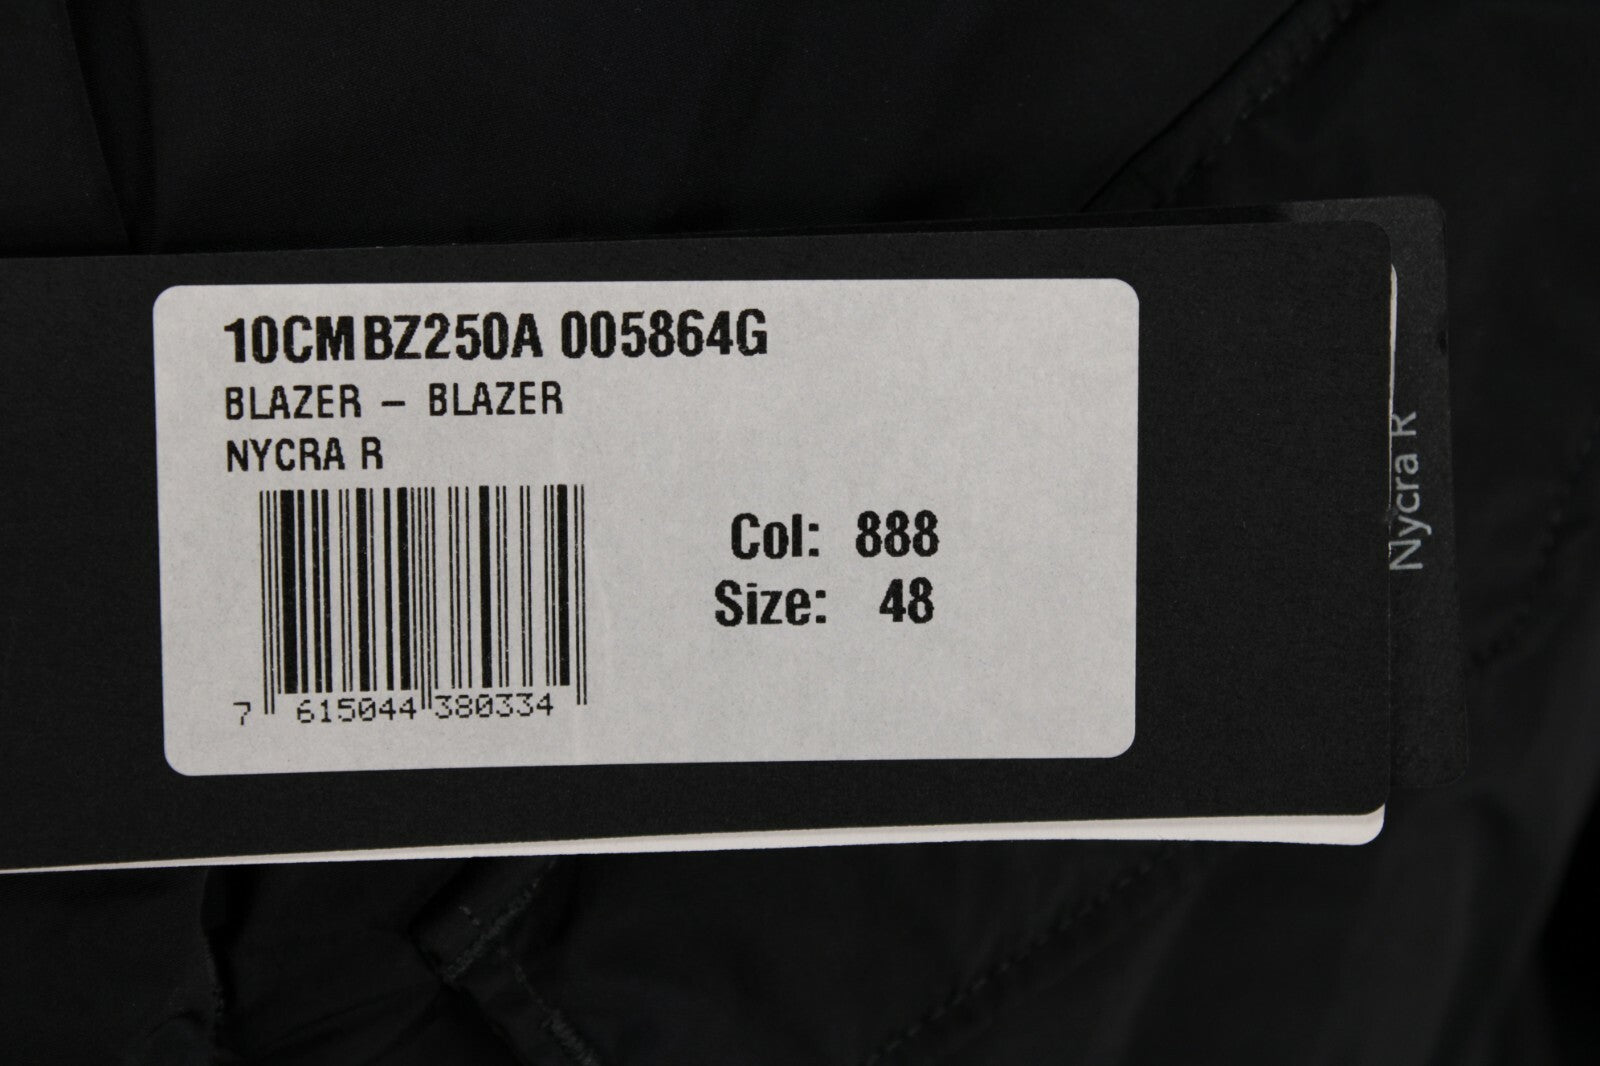 10CMBZ250A 005864G
BLAZER - BLAZER
NYCRA R
Col: 888
Size: 48
7 615044 380334
Nycra R